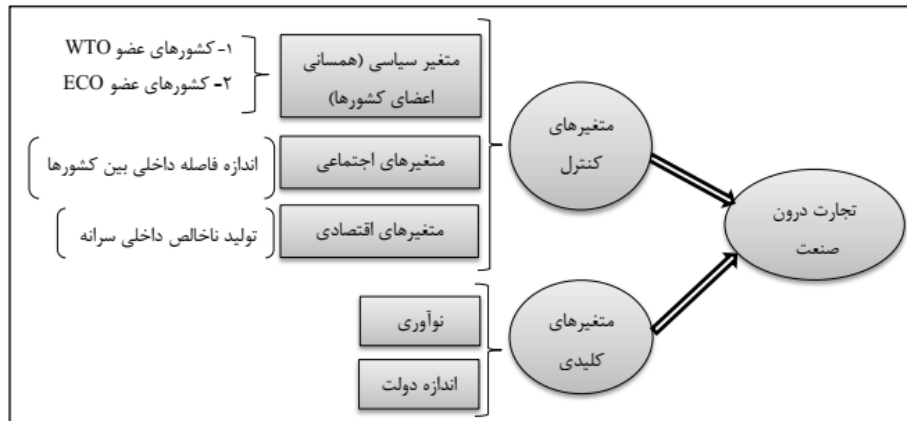 تجارت درون
صنعت
متغیرهای
کنترل
متغیر سیاسی (همسانی
اعضای کشورها)
۱- کشورهای عضو WTO
۲- کشورهای عضو ECO
متغیرهای اجتماعی
اندازه فاصله داخلی بین کشورها
متغیرهای اقتصادی
تولید ناخالص داخلی سرانه
متغیرهای
کلیدی
نوآوری
اندازه دولت